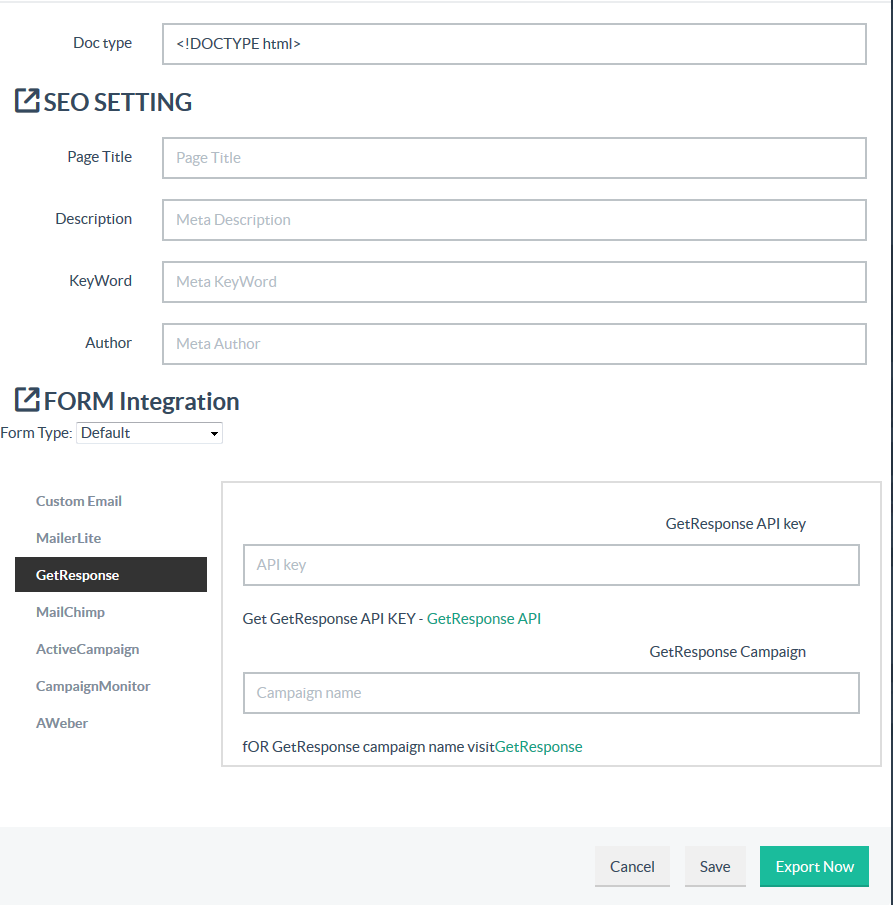 Doc type <!DOCTYPE html>
SEO SETTING
Page Title Page Title
Description Meta Description
KeyWord Meta KeyWord
Author Meta Author
FORM Integration
Form Type: Default
Custom Email
MailerLite
GetResponse
MailChimp
ActiveCampaign
CampaignMonitor
AWeber
GetResponse API key
API key
Get GetResponse API KEY - GetResponse API
GetResponse Campaign
Campaign name
fOR GetResponse campaign name visitGetResponse
Cancel Save Export Now